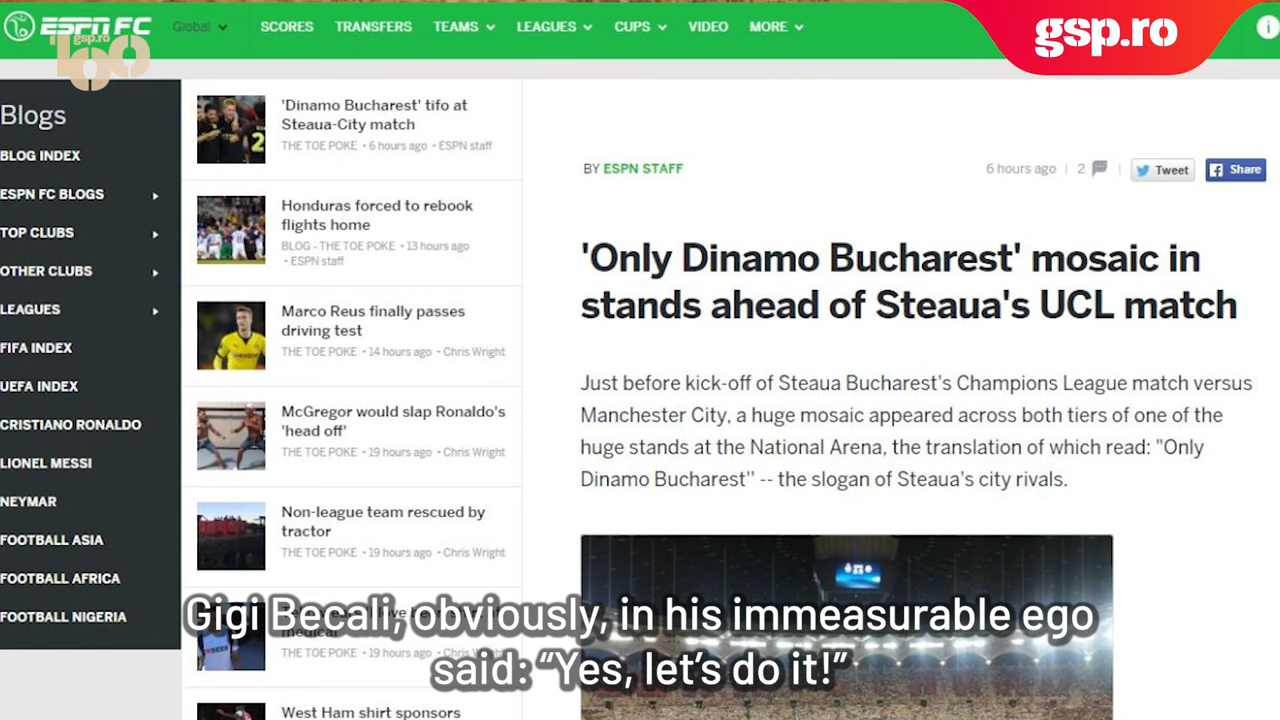 ESPN FC
Global
SCORES
TRANSFERS
TEAMS
LEAGUES
CUPS
VIDEO
MORE
gsp.ro
gsp.ro
100
Blogs
BLOG INDEX
ESPN FC BLOGS
TOP CLUBS
OTHER CLUBS
LEAGUES
FIFA INDEX
UEFA INDEX
CRISTIANO RONALDO
LIONEL MESSI
NEYMAR
FOOTBALL ASIA
FOOTBALL AFRICA
FOOTBALL NIGERIA
'Dinamo Bucharest' tifo at
Steaua-City match
THE TOE POKE • 6 hours ago • ESPN staff
Honduras forced to rebook
flights home
BLOG - THE TOE POKE • 13 hours ago
• ESPN staff
Marco Reus finally passes
driving test
THE TOE POKE • 14 hours ago • Chris Wright
McGregor would slap Ronaldo's
'head off'
THE TOE POKE • 19 hours ago • Chris Wright
Non-league team rescued by
tractor
THE TOE POKE • 19 hours ago • Chris Wright
medical
THE TOE POKE • 19 hours ago • Chris Wright
West Ham shirt sponsors
BY ESPN STAFF
6 hours ago | 2
Tweet
Share
'Only Dinamo Bucharest' mosaic in
stands ahead of Steaua's UCL match
Just before kick-off of Steaua Bucharest's Champions League match versus
Manchester City, a huge mosaic appeared across both tiers of one of the
huge stands at the National Arena, the translation of which read: "Only
Dinamo Bucharest" -- the slogan of Steaua's city rivals.
Gigi Becali, obviously, in his immeasurable ego
said: “Yes, let’s do it!”